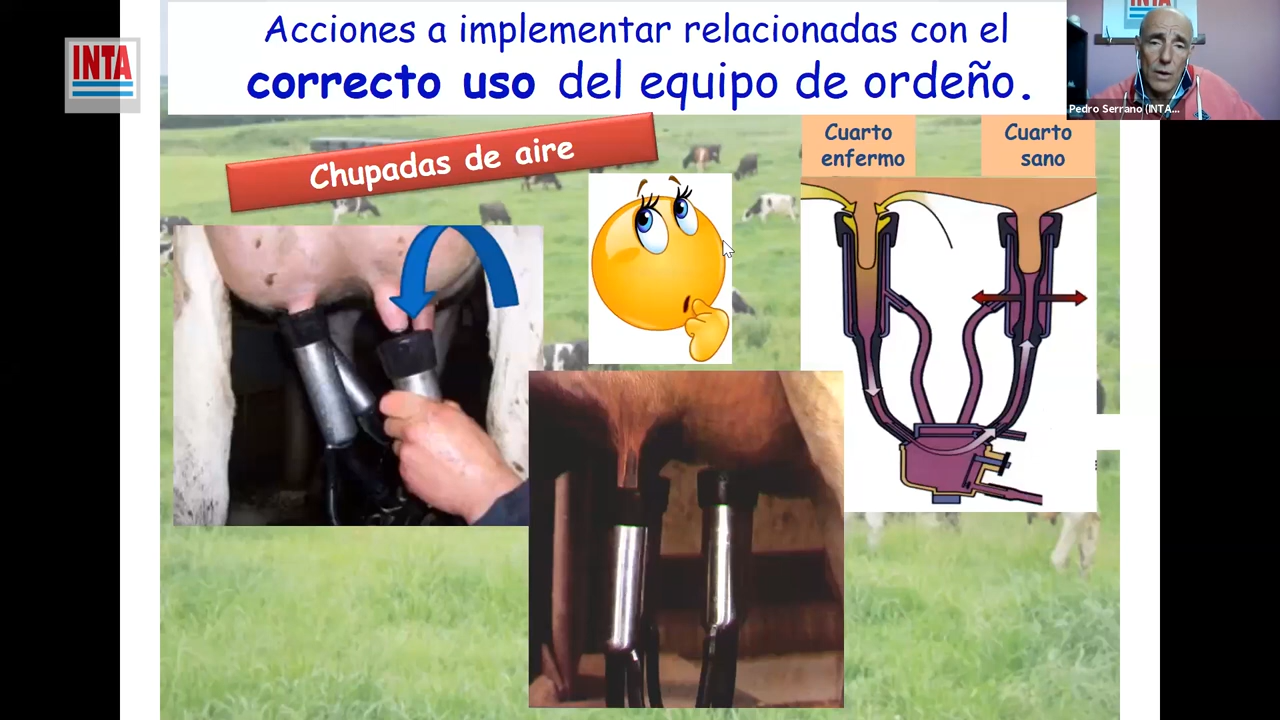 INTA
Acciones a implementar relacionadas con el
correcto uso del equipo de ordeño.
INTA
Pedro Serrano (INTA...
Chupadas de aire
Cuarto
enfermo
Cuarto
sano